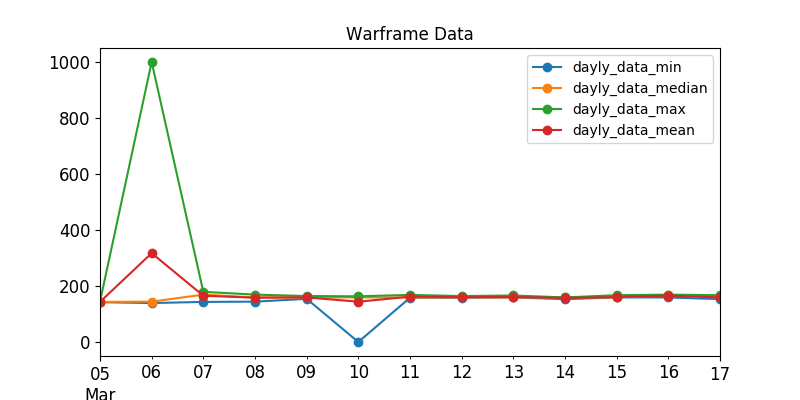 Warframe Data
dayly_data_min
dayly_data_median
dayly_data_max
dayly_data_mean
1000
800
600
400
200
0
05 06 07 08 09 10 11 12 13 14 15 16 17
Mar